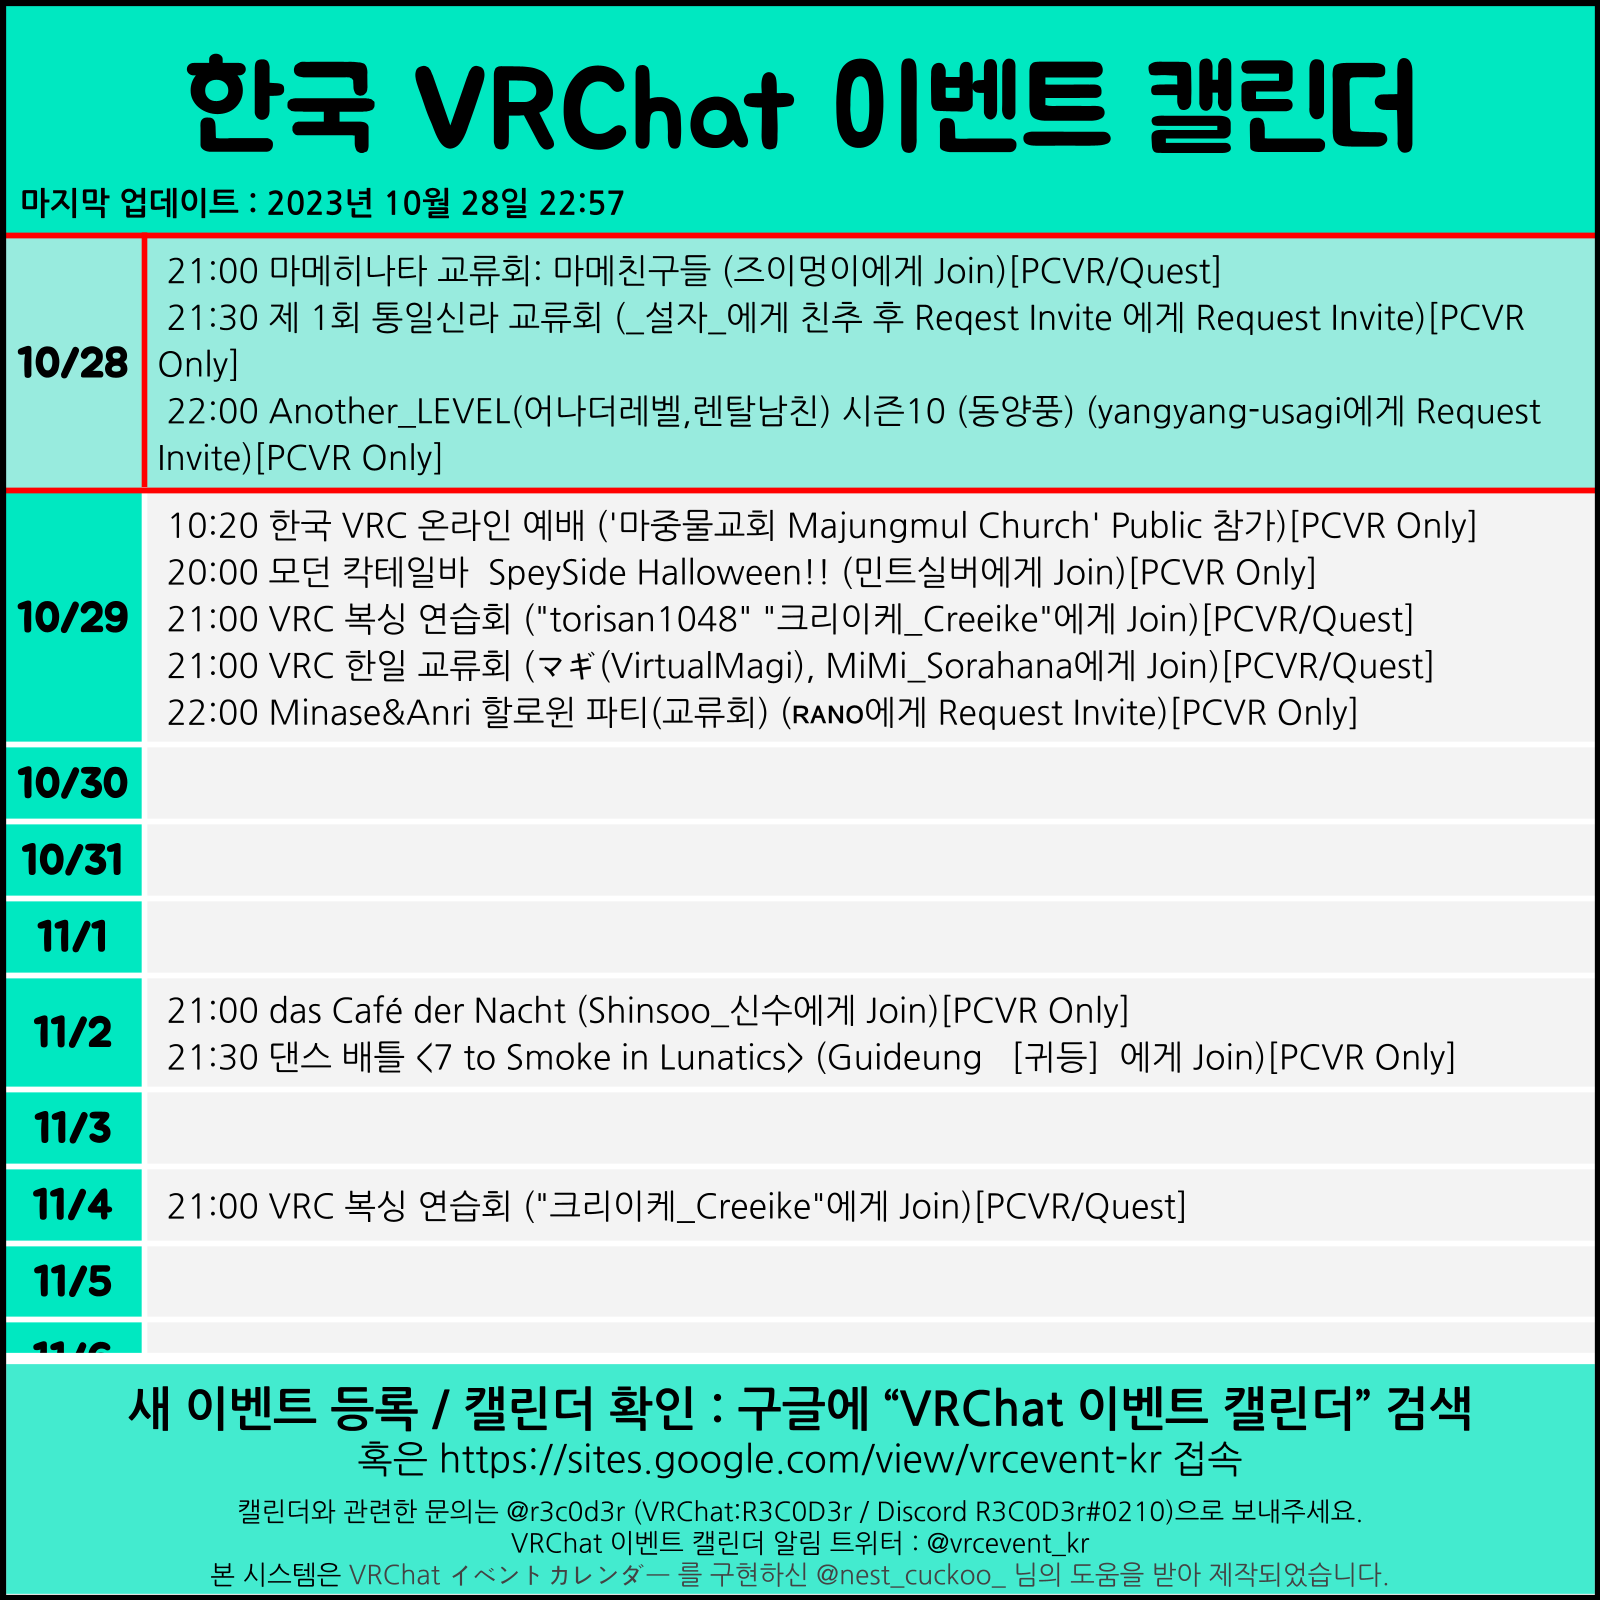 한국 VRChat 이벤트 캘린더
마지막 업데이트 : 2023년 10월 28일 22:57
10/28
21:00 마메히나타 교류회: 마메친구들 (즈이멍이에게 Join)[PCVR/Quest]
21:30 제 1회 통일신라 교류회 (_설자_에게 친추 후 Reqest Invite 에게 Request Invite)[PCVR
Only]
22:00 Another_LEVEL(어나더레벨,렌탈남친) 시즌10 (동양풍) (yangyang-usagi에게 Request
Invite)[PCVR Only]
10/29
10:20 한국 VRC 온라인 예배 ('마중물교회 Majungmul Church' Public 참가)[PCVR Only]
20:00 모던 칵테일바  SpeySide Halloween!! (민트실버에게 Join)[PCVR Only]
21:00 VRC 복싱 연습회 ("torisan1048" "크리이케_Creeike"에게 Join)[PCVR/Quest]
21:00 VRC 한일 교류회 (マギ(VirtualMagi), MiMi_Sorahana에게 Join)[PCVR/Quest]
22:00 Minase&Anri 할로윈 파티(교류회) (ʀᴀɴᴏ에게 Request Invite)[PCVR Only]
10/30
10/31
11/1
11/2
21:00 das Café der Nacht (Shinsoo_신수에게 Join)[PCVR Only]
21:30 댄스 배틀 <7 to Smoke in Lunatics> (Guideung   [귀등]  에게 Join)[PCVR Only]
11/3
11/4
21:00 VRC 복싱 연습회 ("크리이케_Creeike"에게 Join)[PCVR/Quest]
11/5
11/6
새 이벤트 등록 / 캘린더 확인 : 구글에 “VRChat 이벤트 캘린더” 검색
혹은 https://sites.google.com/view/vrcevent-kr 접속
캘린더와 관련한 문의는 @r3c0d3r (VRChat:R3C0D3r / Discord R3C0D3r#0210)으로 보내주세요.
VRChat 이벤트 캘린더 알림 트위터 : @vrcevent_kr
본 시스템은 VRChat イベントカレンダー 를 구현하신 @nest_cuckoo_ 님의 도움을 받아 제작되었습니다.